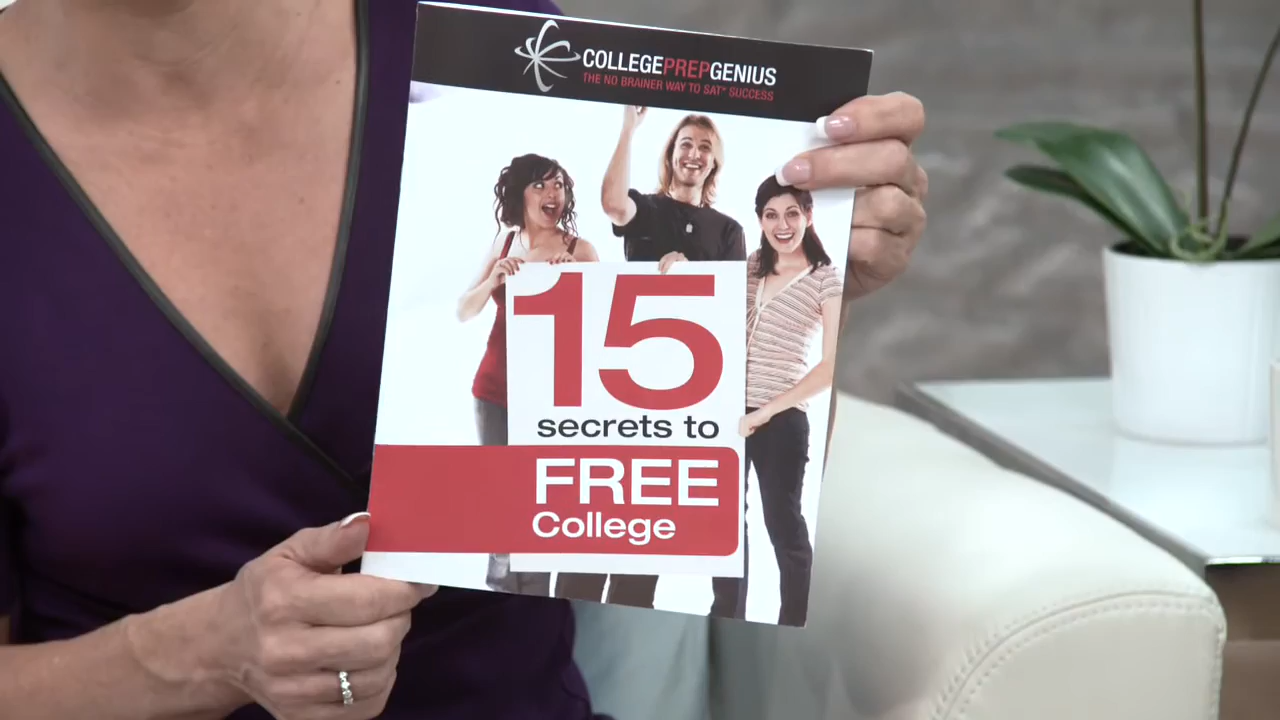 COLLEGEPREPGENIUS
THE NO BRAINER WAY TO SAT* SUCCESS
15
secrets to
FREE
College